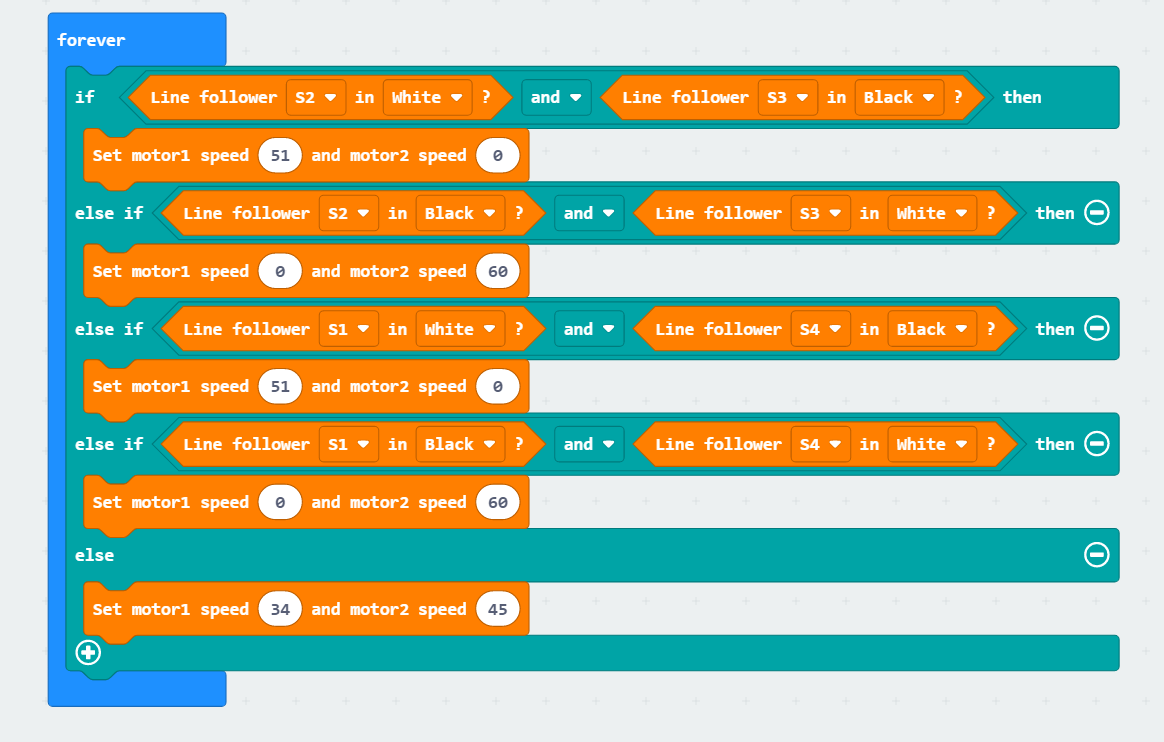 forever
if Line follower S2 in White ? and Line follower S3 in Black ? then
Set motor1 speed 51 and motor2 speed 0
else if Line follower S2 in Black ? and Line follower S3 in White ? then
Set motor1 speed 0 and motor2 speed 60
else if Line follower S1 in White ? and Line follower S4 in Black ? then
Set motor1 speed 51 and motor2 speed 0
else if Line follower S1 in Black ? and Line follower S4 in White ? then
Set motor1 speed 0 and motor2 speed 60
else
Set motor1 speed 34 and motor2 speed 45